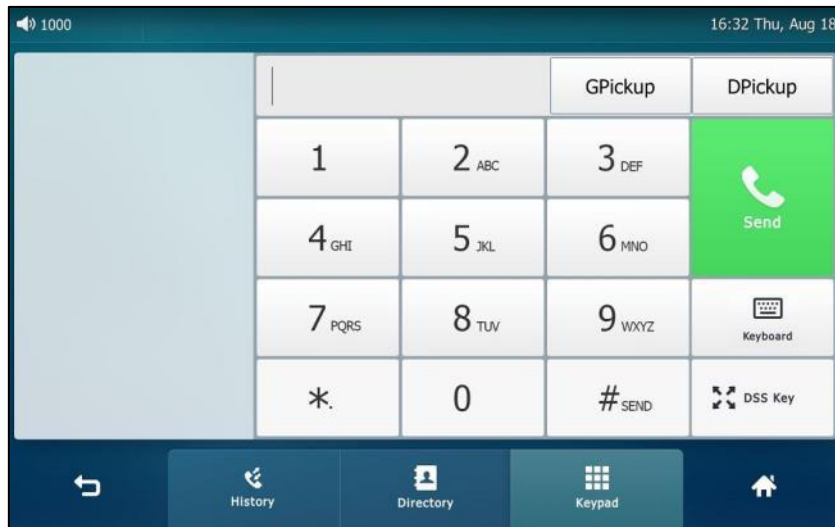 1000 16:32 Thu, Aug 18
GPickup DPickup
1 2 ABC 3 DEF
Send
4 GHI 5 JKL 6 MNO
7 PQRS 8 TUV 9 WXYZ
Keyboard
*. 0 # SEND DSS Key
History Directory Keypad